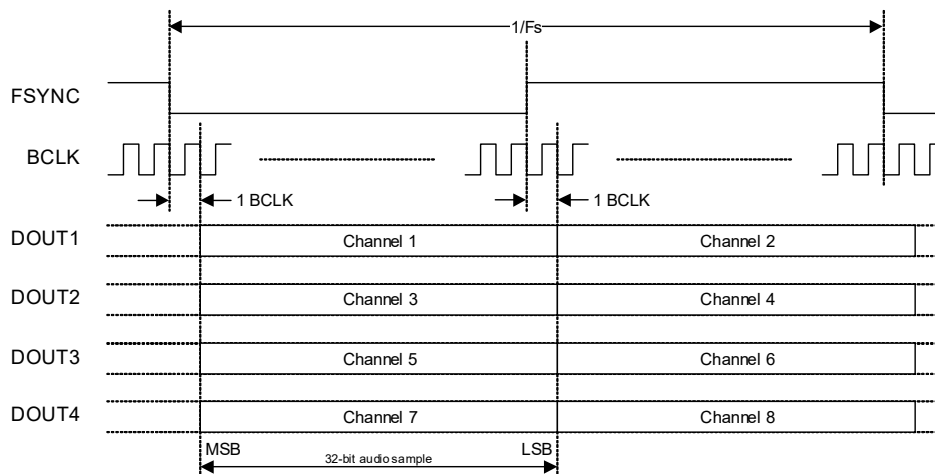 1/Fs
FSYNC
BCLK
1 BCLK
1 BCLK
DOUT1
Channel 1
Channel 2
DOUT2
Channel 3
Channel 4
DOUT3
Channel 5
Channel 6
DOUT4
Channel 7
Channel 8
MSB
LSB
32-bit audio sample